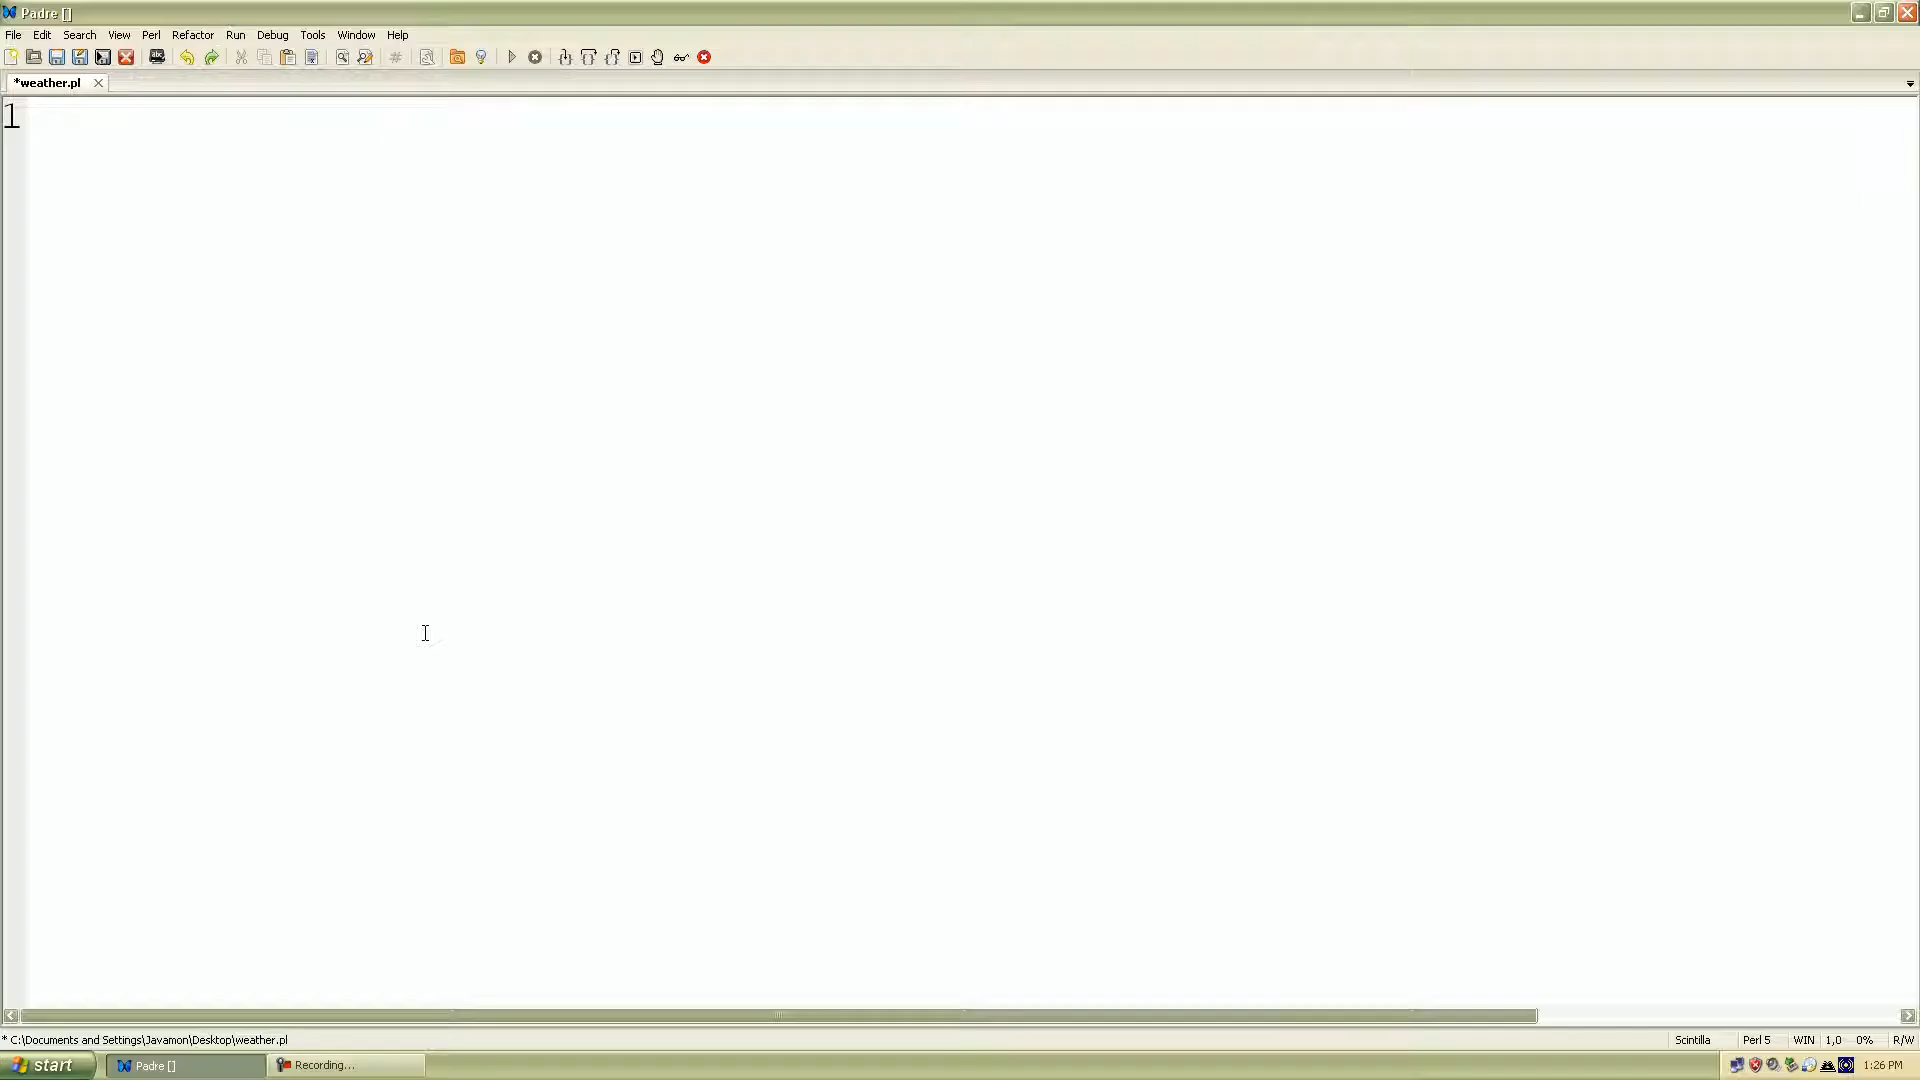 Padre []
File Edit Search View Perl Refactor Run Debug Tools Window Help
*weather.pl
1
* C:\Documents and Settings\Javamon\Desktop\weather.pl Scintilla Perl 5 WIN 1,0 0% R/W
start Padre [] Recording... 1:26 PM